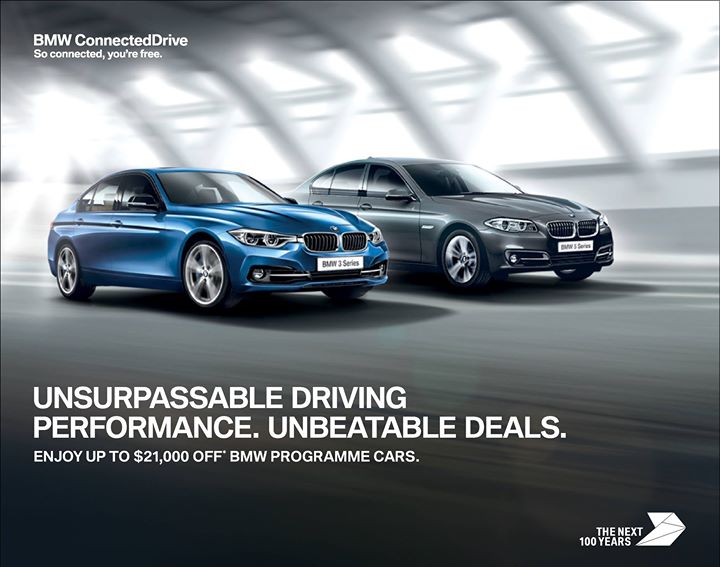 BMW ConnectedDrive
So connected, you're free.
BMW 3 Series
BMW 5 Series
UNSURPASSABLE DRIVING
PERFORMANCE. UNBEATABLE DEALS.
ENJOY UP TO $21,000 OFF* BMW PROGRAMME CARS.
THE NEXT
100 YEARS